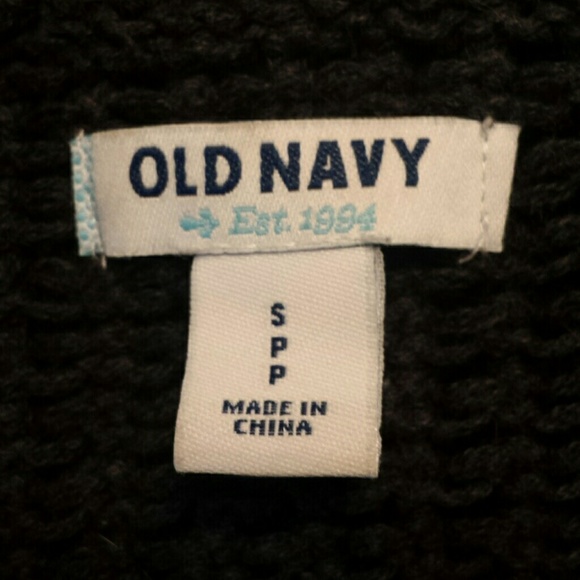 OLD NAVY
Est. 1994
S
P
P
MADE IN
CHINA